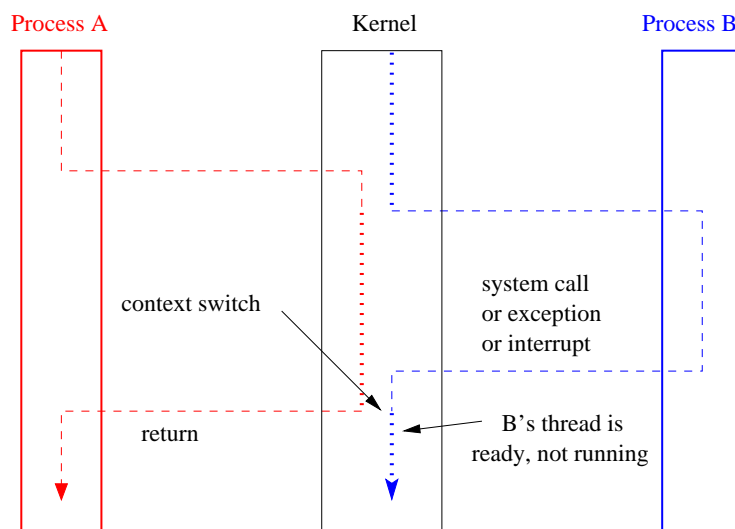 Process A
Kernel
Process B
system call
or exception
or interrupt
context switch
return
B’s thread is
ready, not running